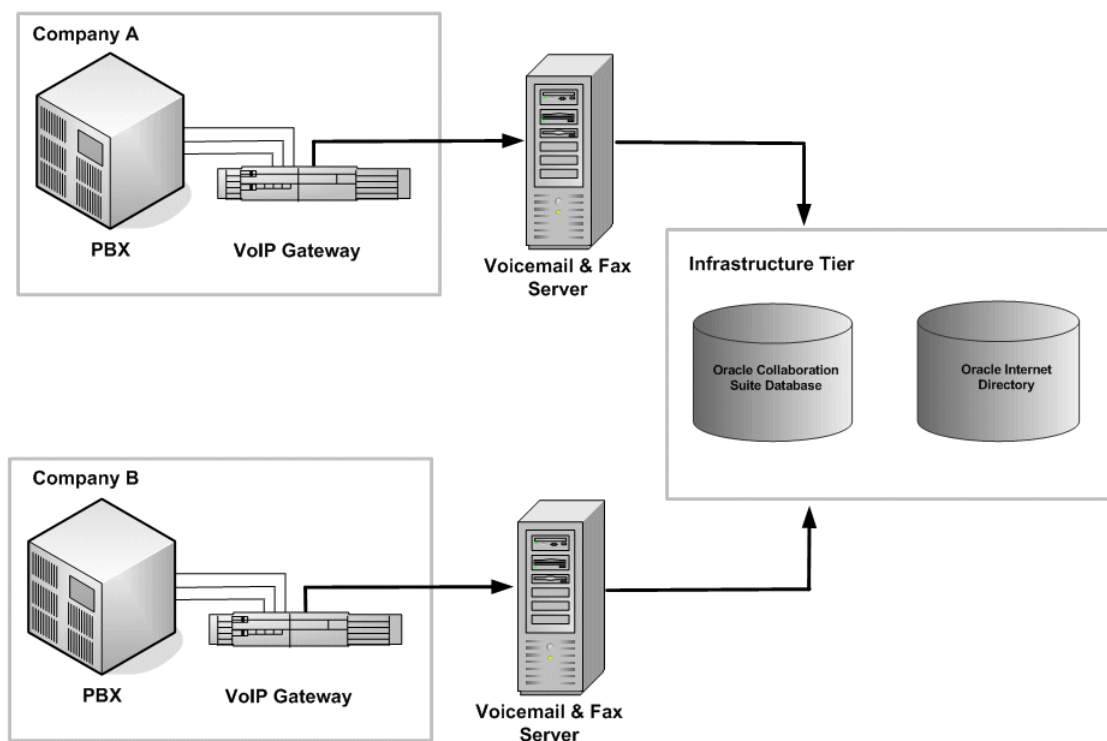 Company A
PBX
VoIP Gateway
Voicemail & Fax
Server
Infrastructure Tier
Oracle Collaboration
Suite Database
Oracle Internet
Directory
Company B
PBX
VoIP Gateway
Voicemail & Fax
Server